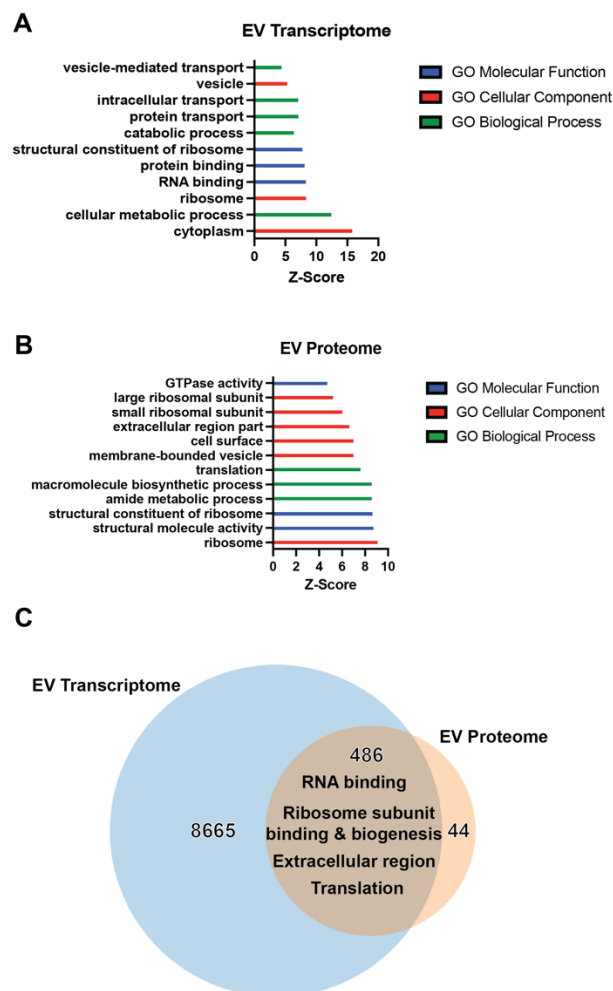 A
EV Transcriptome
vesicle-mediated transport
vesicle
intracellular transport
protein transport
catabolic process
structural constituent of ribosome
protein binding
RNA binding
ribosome
cellular metabolic process
cytoplasm
0 5 10 15 20
Z-Score
GO Molecular Function
GO Cellular Component
GO Biological Process
B
EV Proteome
GTPase activity
large ribosomal subunit
small ribosomal subunit
extracellular region part
cell surface
membrane-bounded vesicle
translation
macromolecule biosynthetic process
amide metabolic process
structural constituent of ribosome
structural molecule activity
ribosome
0 2 4 6 8 10
Z-Score
GO Molecular Function
GO Cellular Component
GO Biological Process
C
EV Transcriptome
EV Proteome
486
RNA binding
Ribosome subunit
8665 binding & biogenesis 44
Extracellular region
Translation